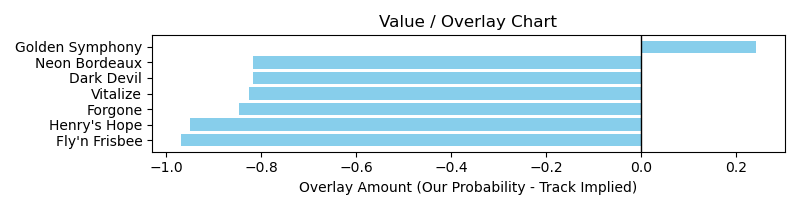 Value / Overlay Chart
Golden Symphony
Neon Bordeaux
Dark Devil
Vitalize
Forgone
Henry's Hope
Fly'n Frisbee
−1.0 −0.8 −0.6 −0.4 −0.2 0.0 0.2
Overlay Amount (Our Probability - Track Implied)